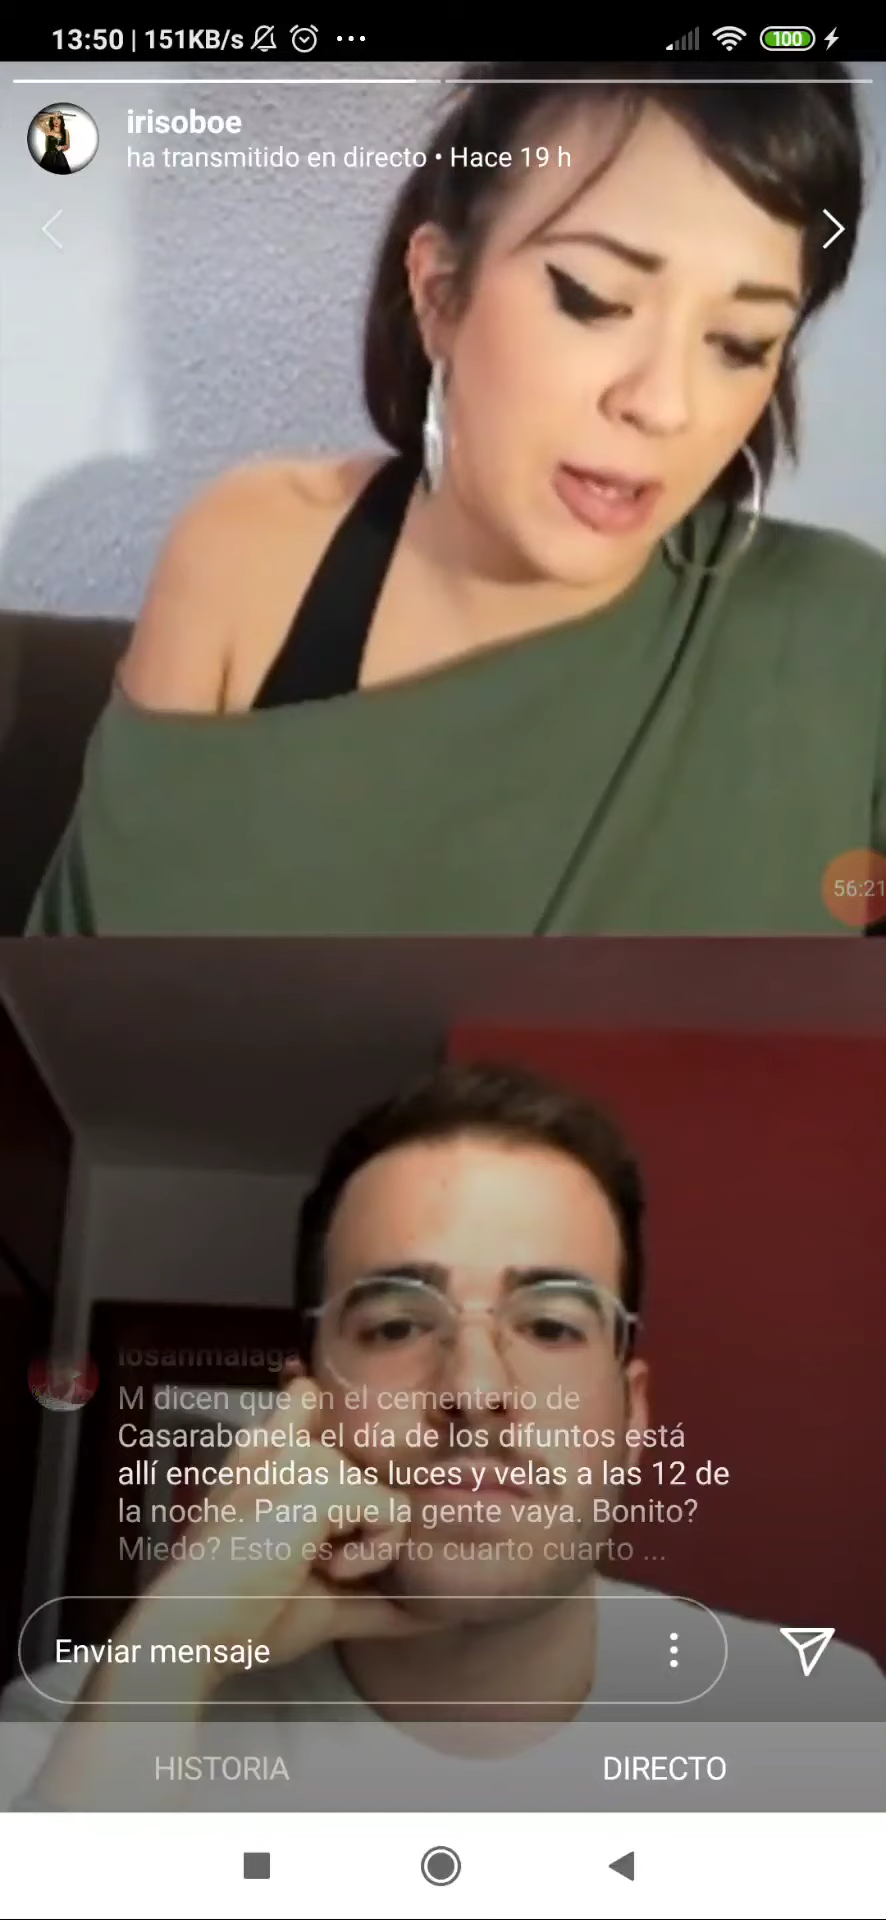 13:50 | 151KB/s
100
irisoboe
ha transmitido en directo • Hace 19 h
56:21
losanmalaga
M dicen que en el cementerio de
Casarabonela el día de los difuntos está
allí encendidas las luces y velas a las 12 de
la noche. Para que la gente vaya. Bonito?
Miedo? Esto es cuarto cuarto cuarto ...
Enviar mensaje
HISTORIA
DIRECTO